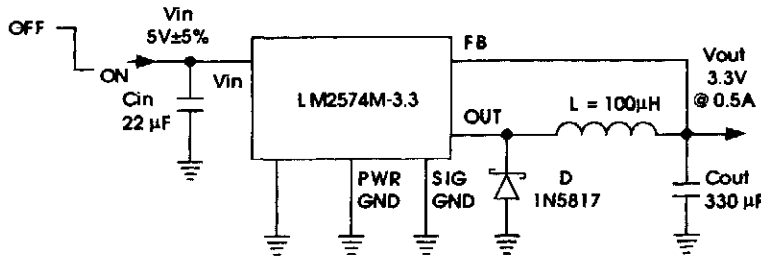 OFF
ON
Vin
5V±5%
Vin
Cin
22 μF
LM2574M-3.3
FB
OUT
PWR
GND
SIG
GND
L = 100μH
D
1N5817
Vout
3.3V
@ 0.5A
Cout
330 μF